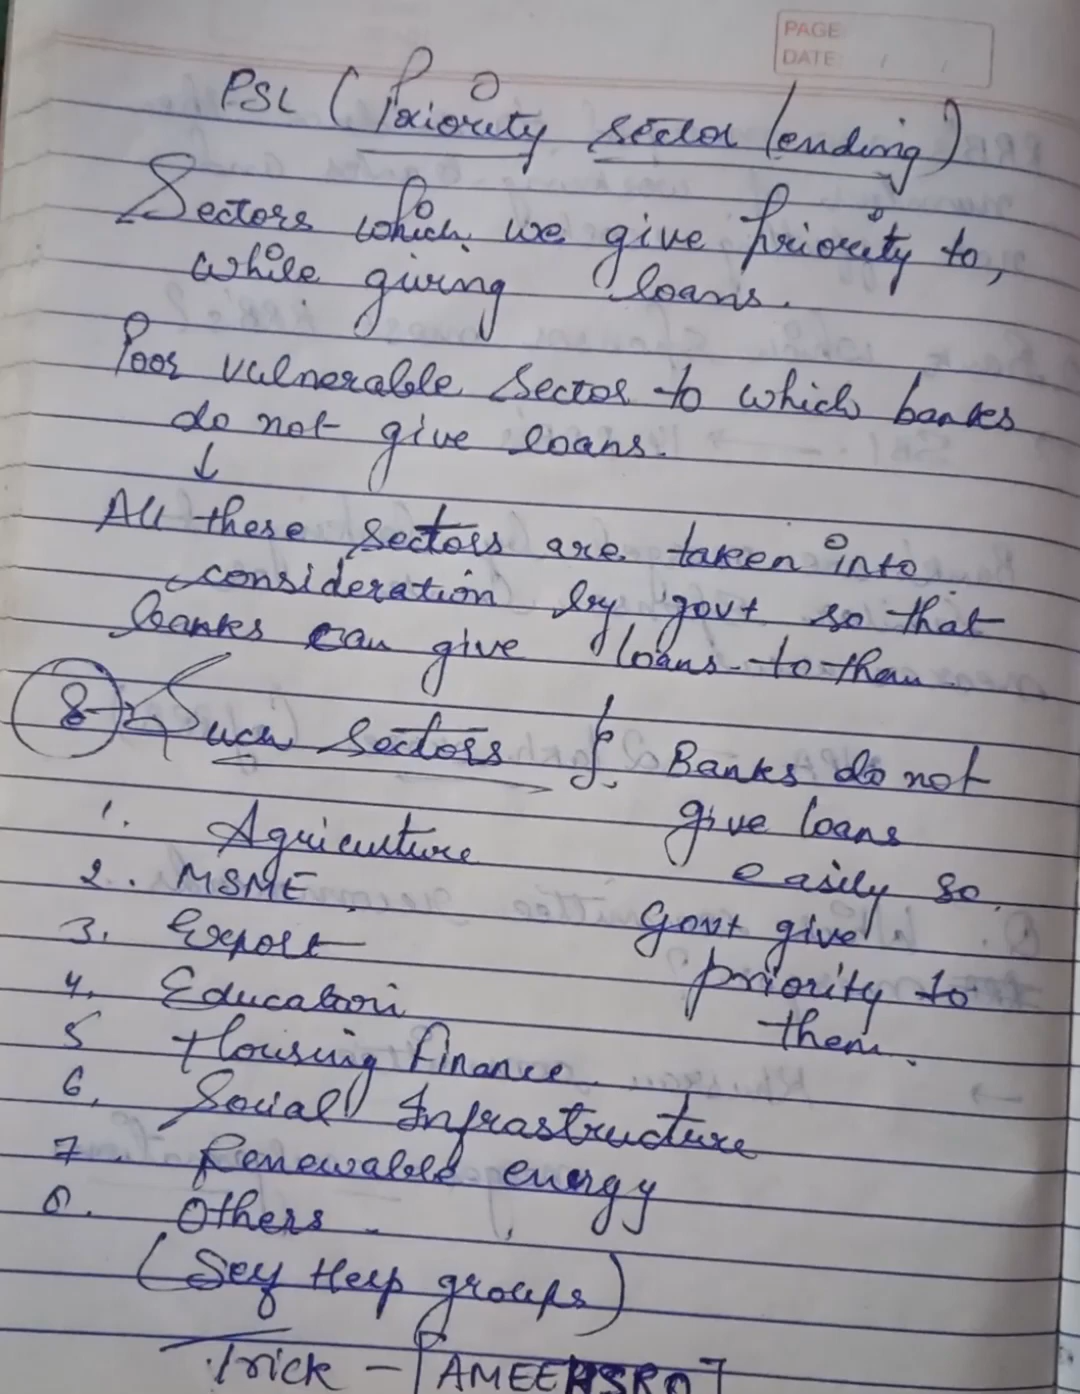 PAGE
DATE / /
PSL (Priority sector lending)
Sectors which we give priority to,
while giving loans.
Poor vulnerable sector to which banks
do not give loans.
↓
All these sectors are taken into
consideration by govt so that
banks can give loans to them.
8 → Such sectors
Banks do not
give loans
easily so
Govt give
priority to
them.
1. Agriculture
2. MSME
3. Export
4. Education
5 Housing finance
6. Social Infrastructure
7. Renewable energy
8. Others
(Self Help groups)
Trick - [AMEEHSRO]